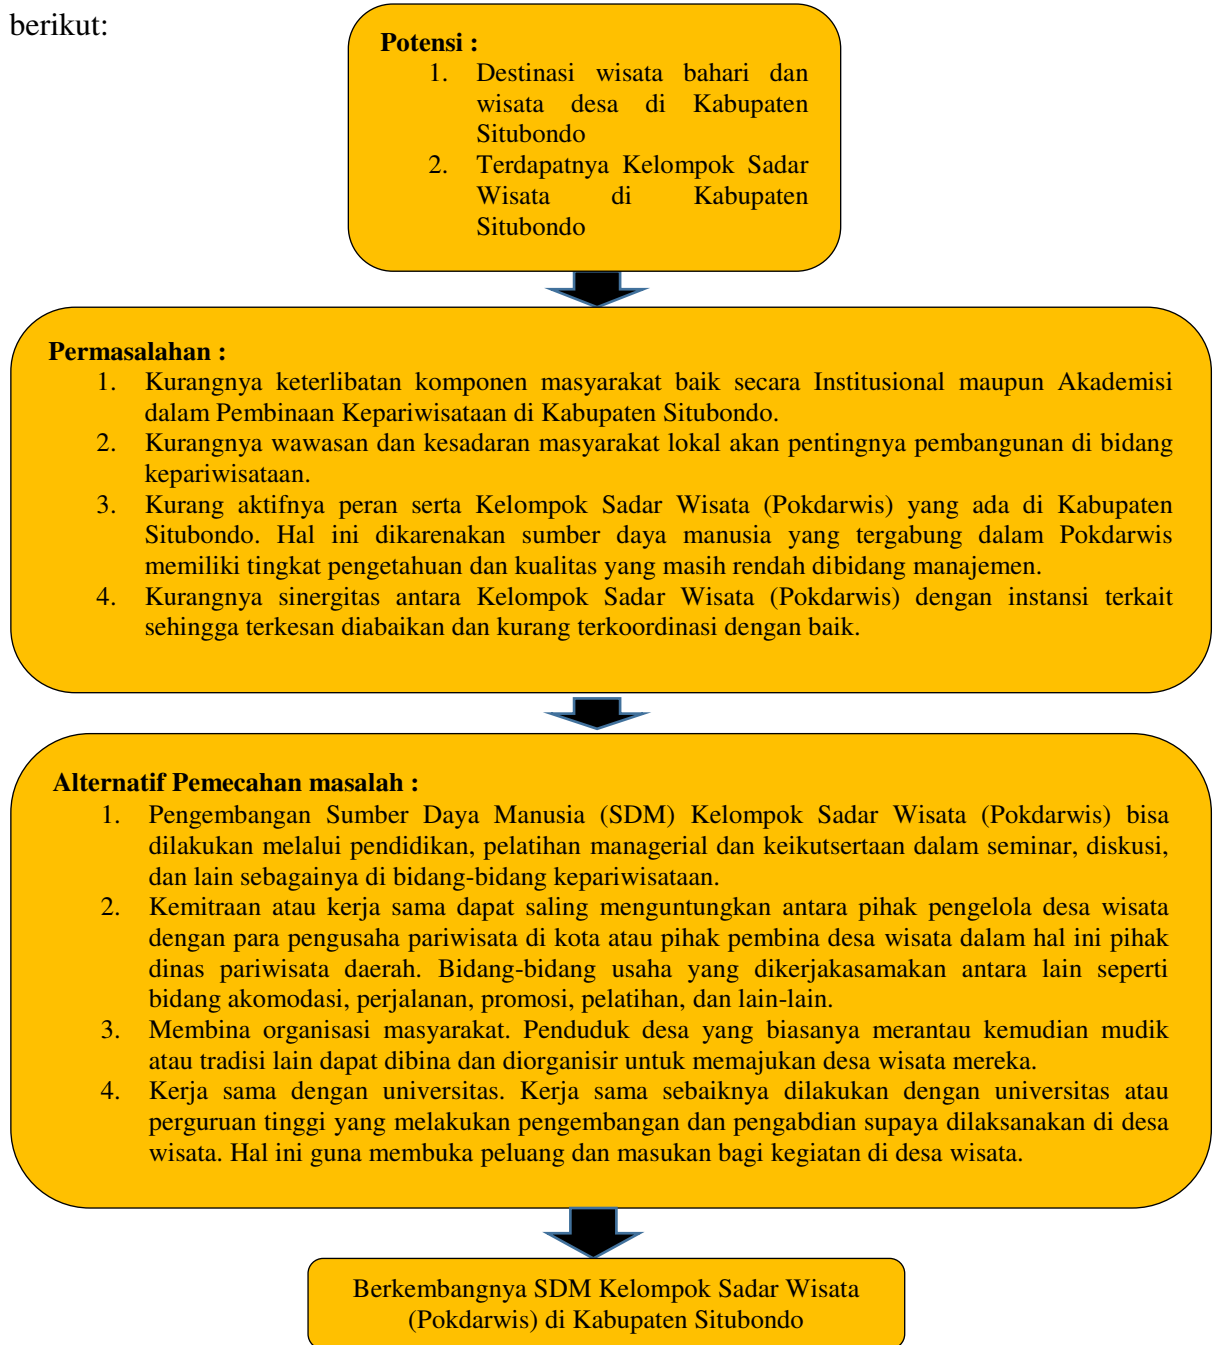 berikut:
Potensi :
1. Destinasi wisata bahari dan
wisata desa di Kabupaten
Situbondo
2. Terdapatnya Kelompok Sadar
Wisata di Kabupaten
Situbondo
Permasalahan :
1. Kurangnya keterlibatan komponen masyarakat baik secara Institusional maupun Akademisi
dalam Pembinaan Kepariwisataan di Kabupaten Situbondo.
2. Kurangnya wawasan dan kesadaran masyarakat lokal akan pentingnya pembangunan di bidang
kepariwisataan.
3. Kurang aktifnya peran serta Kelompok Sadar Wisata (Pokdarwis) yang ada di Kabupaten
Situbondo. Hal ini dikarenakan sumber daya manusia yang tergabung dalam Pokdarwis
memiliki tingkat pengetahuan dan kualitas yang masih rendah dibidang manajemen.
4. Kurangnya sinergitas antara Kelompok Sadar Wisata (Pokdarwis) dengan instansi terkait
sehingga terkesan diabaikan dan kurang terkoordinasi dengan baik.
Alternatif Pemecahan masalah :
1. Pengembangan Sumber Daya Manusia (SDM) Kelompok Sadar Wisata (Pokdarwis) bisa
dilakukan melalui pendidikan, pelatihan managerial dan keikutsertaan dalam seminar, diskusi,
dan lain sebagainya di bidang-bidang kepariwisataan.
2. Kemitraan atau kerja sama dapat saling menguntungkan antara pihak pengelola desa wisata
dengan para pengusaha pariwisata di kota atau pihak pembina desa wisata dalam hal ini pihak
dinas pariwisata daerah. Bidang-bidang usaha yang dikerjakasamakan antara lain seperti
bidang akomodasi, perjalanan, promosi, pelatihan, dan lain-lain.
3. Membina organisasi masyarakat. Penduduk desa yang biasanya merantau kemudian mudik
atau tradisi lain dapat dibina dan diorganisir untuk memajukan desa wisata mereka.
4. Kerja sama dengan universitas. Kerja sama sebaiknya dilakukan dengan universitas atau
perguruan tinggi yang melakukan pengembangan dan pengabdian supaya dilaksanakan di desa
wisata. Hal ini guna membuka peluang dan masukan bagi kegiatan di desa wisata.
Berkembangnya SDM Kelompok Sadar Wisata
(Pokdarwis) di Kabupaten Situbondo